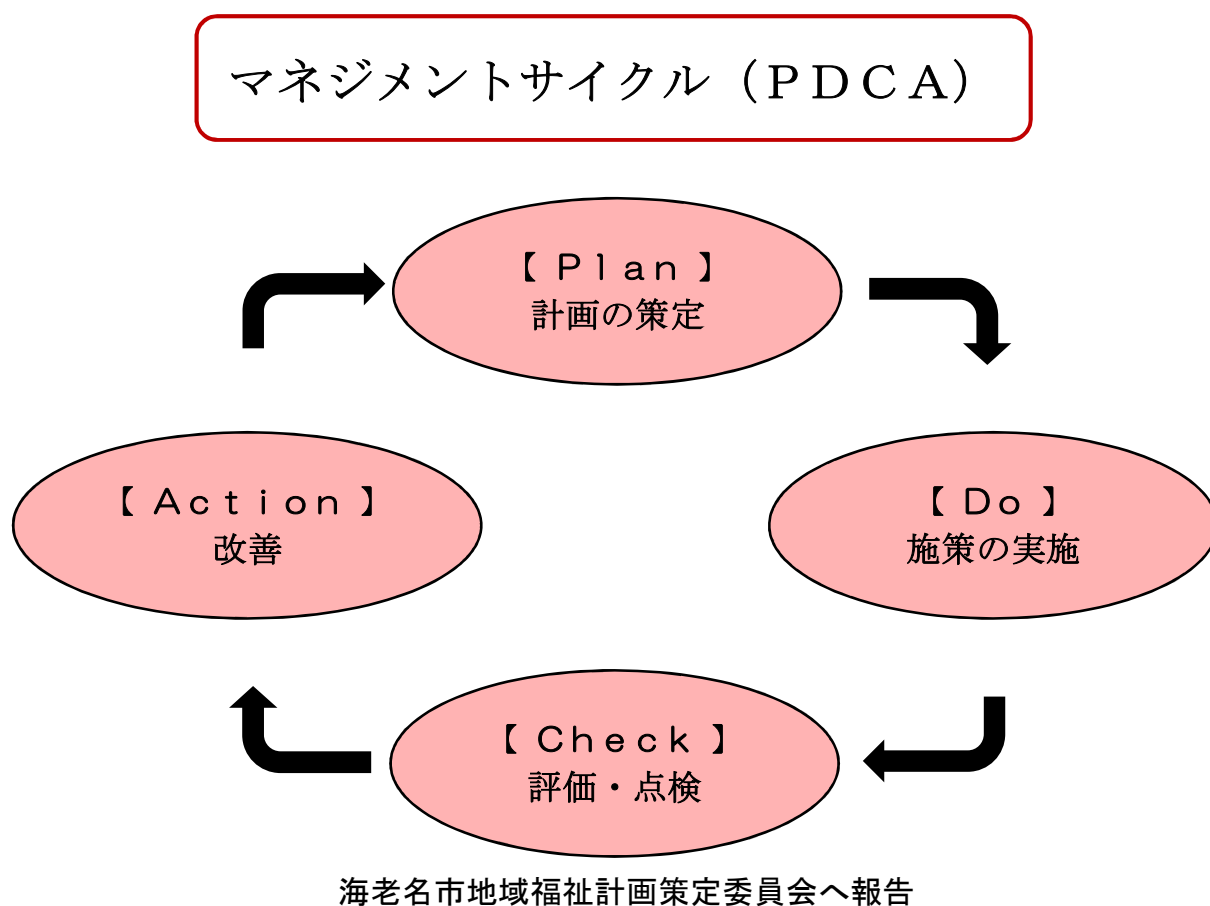 マネジメントサイクル（ＰＤＣＡ）
【 Ｐｌａｎ 】
計画の策定
【 Ａｃｔｉｏｎ 】
改善
【 Ｄｏ 】
施策の実施
【 Ｃｈｅｃｋ 】
評価・点検
海老名市地域福祉計画策定委員会へ報告